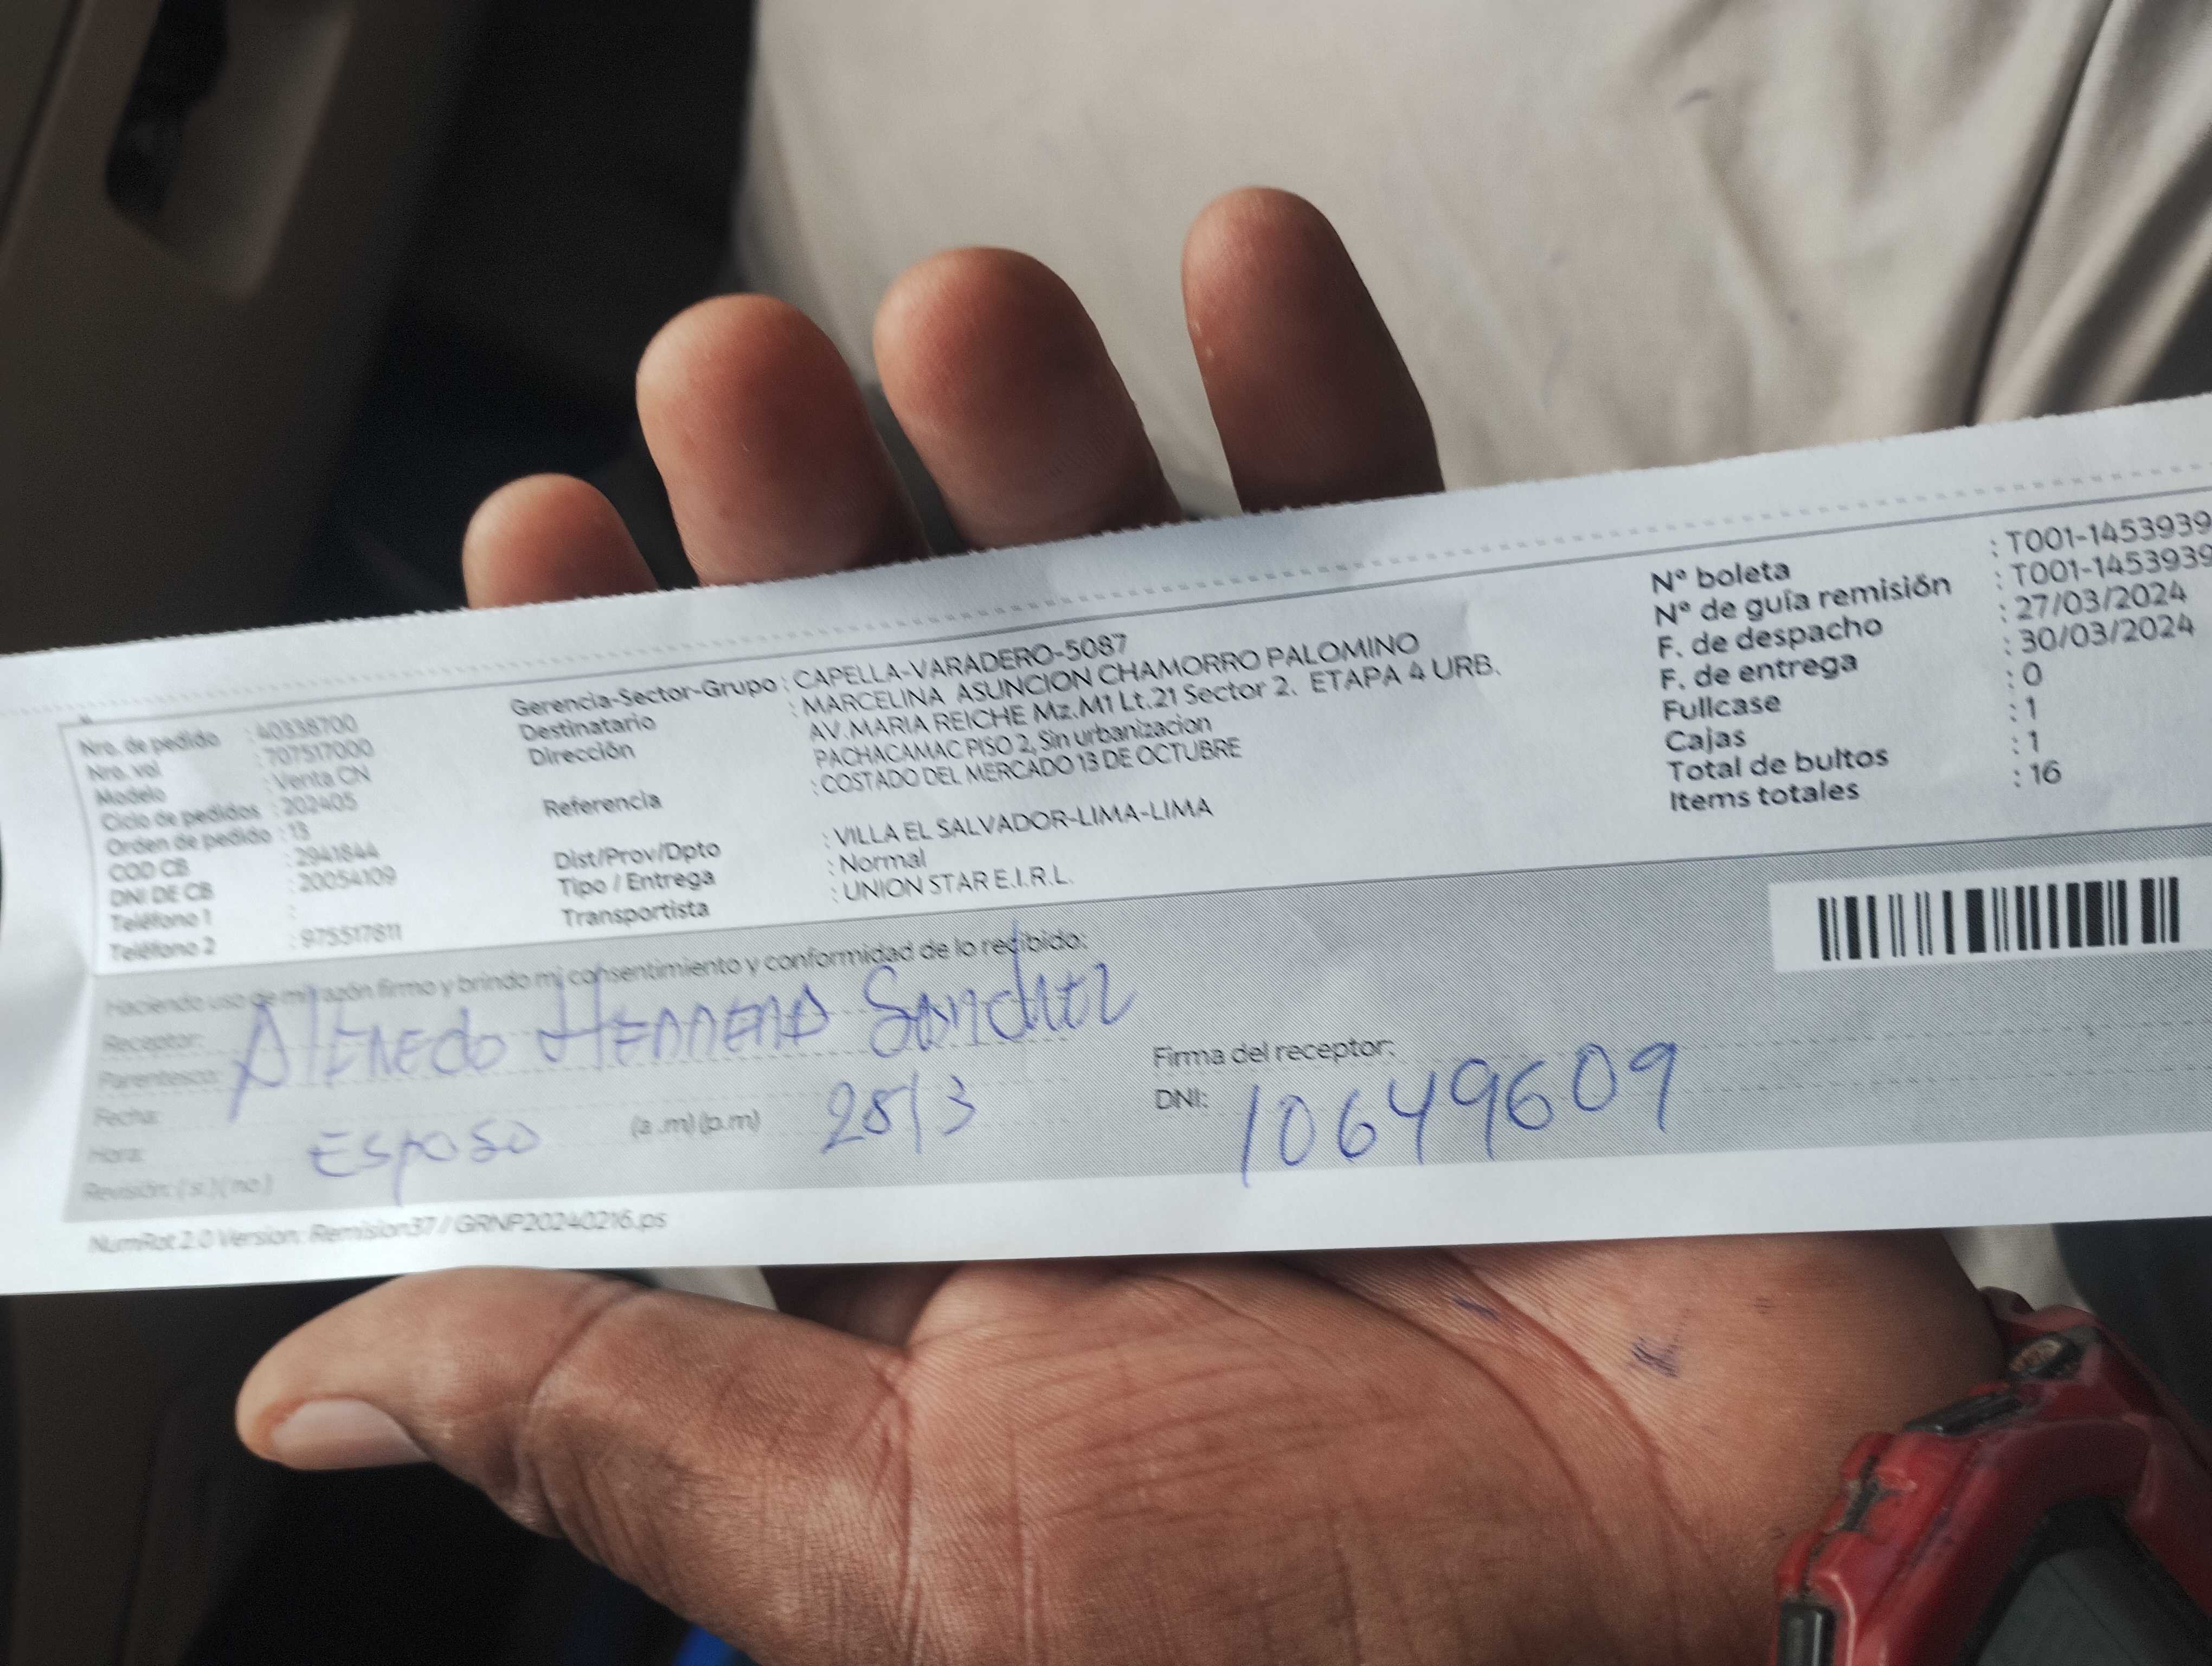 Nro. de pedido : 40338700
Nro. vol : 707517000
Modelo : Venta CN
Ciclo de pedidos : 202405
Orden de pedido : 13
COD CB : 2941844
DNI DE CB : 20054109
Teléfono 1 :
Teléfono 2 : 975517811
Gerencia-Sector-Grupo : CAPELLA-VARADERO-5087
Destinatario : MARCELINA ASUNCION CHAMORRO PALOMINO
Dirección AV.MARIA REICHE Mz.M1 Lt.21 Sector 2. ETAPA 4 URB.
PACHACAMAC PISO 2, Sin urbanizacion
Referencia : COSTADO DEL MERCADO 13 DE OCTUBRE
Dist/Prov/Dpto : VILLA EL SALVADOR-LIMA-LIMA
Tipo / Entrega : Normal
Transportista : UNION STAR E.I.R.L.
N° boleta : T001-1453939
N° de guía remisión : T001-1453939
F. de despacho : 27/03/2024
F. de entrega : 30/03/2024
Fullcase : 0
Cajas : 1
Total de bultos : 1
Items totales : 16
Haciendo uso de mi razón firmo y brindo mi consentimiento y conformidad de lo recibido:
Receptor: Alfredo Herrera Sanchez
Parentesco:
Fecha:
Esposo (a .m) (p.m) 28/3
Hora:
Revisión: ( si ) ( no )
Firma del receptor:
DNI: 10649609
NumRot 2.0 Version: Remision37 / GRNP20240216.ps